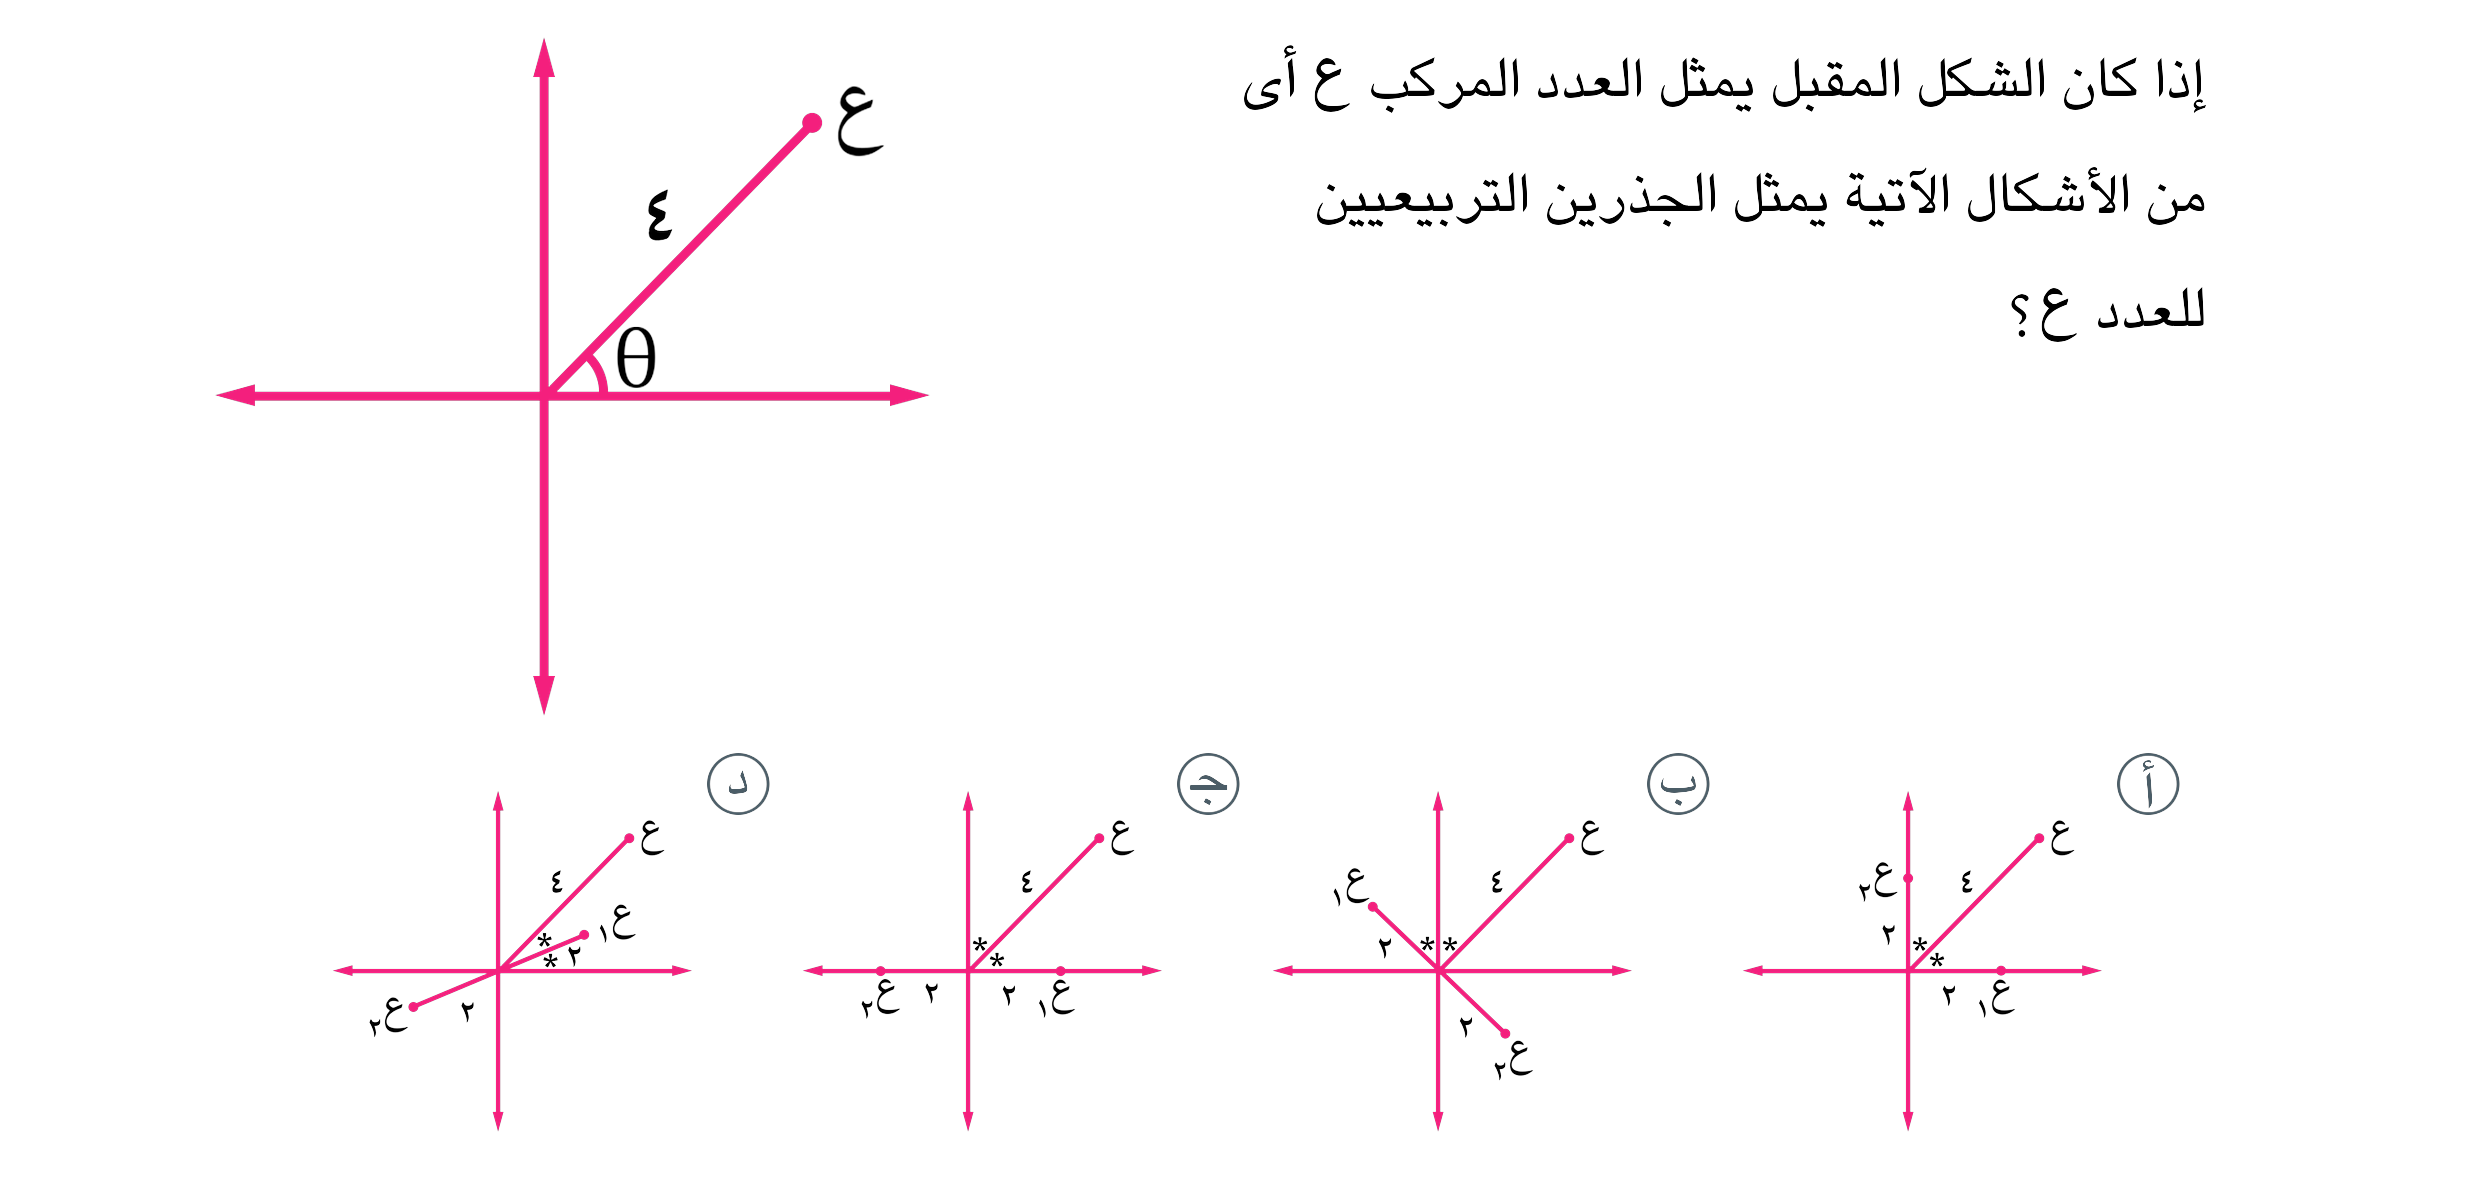 إذا كان الشكل المقبل يمثل العدد المركب ع أى
من الأشكال الآتية يمثل الجذرين التربيعيين
للعدد ع؟
ع
٤
θ
أ
ع
٤
ع٢
٢
*
*
٢
ع١
ب
ع
٤
ع١
٢
* *
٢
ع٢
جـ
ع
٤
*
*
ع٢
٢
٢
ع١
د
ع
٤
ع١
*
* ٢
ع٢
٢